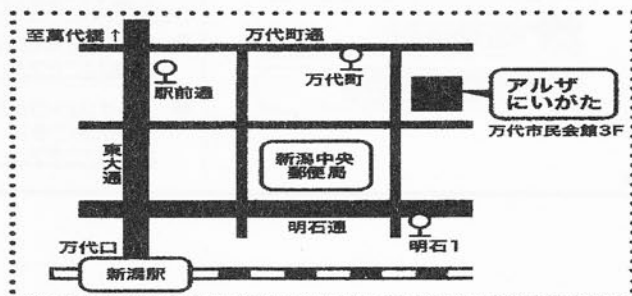 至萬代橋↑
万代町通
駅前通
万代町
アルザ
にいがた
万代市民会館3F
東大通
新潟中央
郵便局
明石通
明石1
万代口
新潟駅